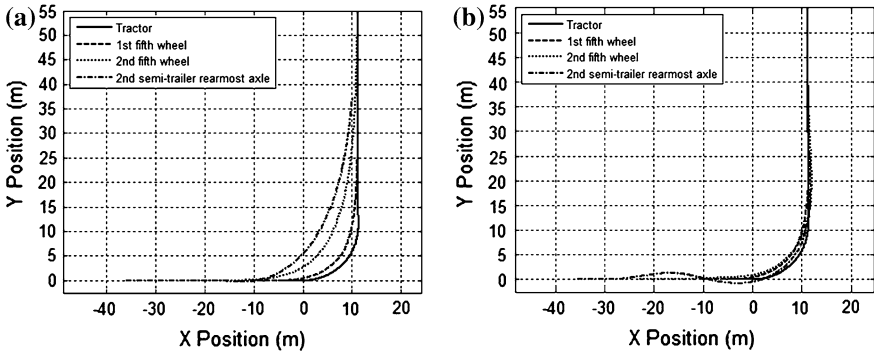 (a)
Y Position (m)
55
50
45
40
35
30
25
20
15
10
5
0
Tractor
1st fifth wheel
2nd fifth wheel
2nd semi-trailer rearmost axle
-40 -30 -20 -10 0 10 20
X Position (m)
(b)
Y Position (m)
55
50
45
40
35
30
25
20
15
10
5
0
Tractor
1st fifth wheel
2nd fifth wheel
2nd semi-trailer rearmost axle
-40 -30 -20 -10 0 10 20
X Position (m)